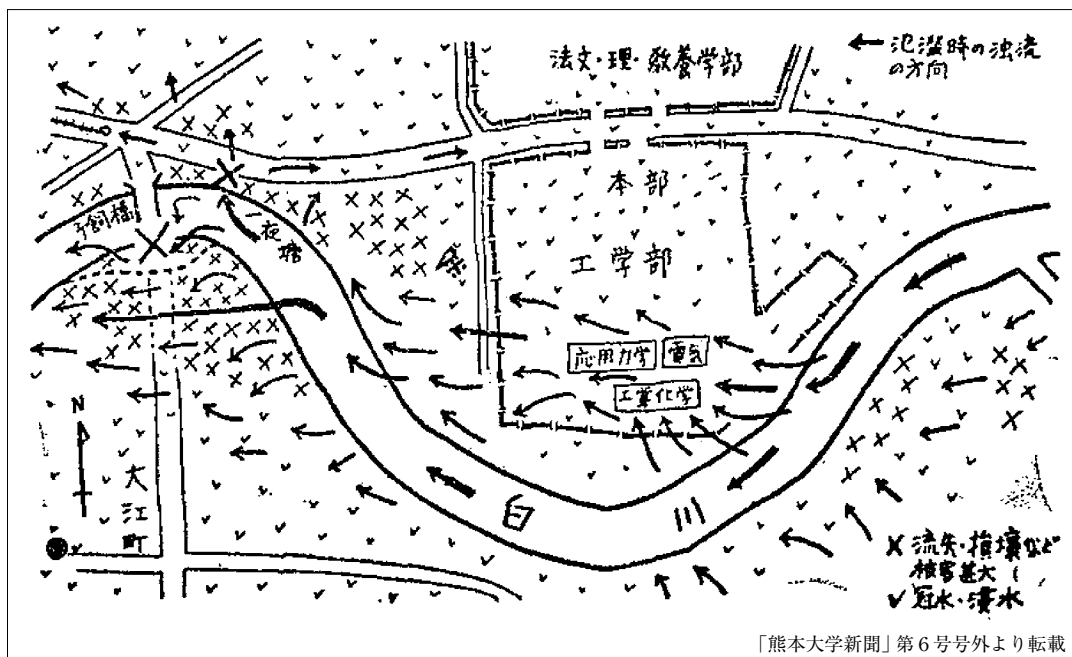 法文・理・教養学部
← 氾濫時の濁流
の方向
本部
子飼橋
一夜塘
工学部
応用力学
電気
工業化学
N
大江町
白川
× 流失・損壊など
被害甚大
✓ 冠水・浸水
「熊本大学新聞」第6号号外より転載